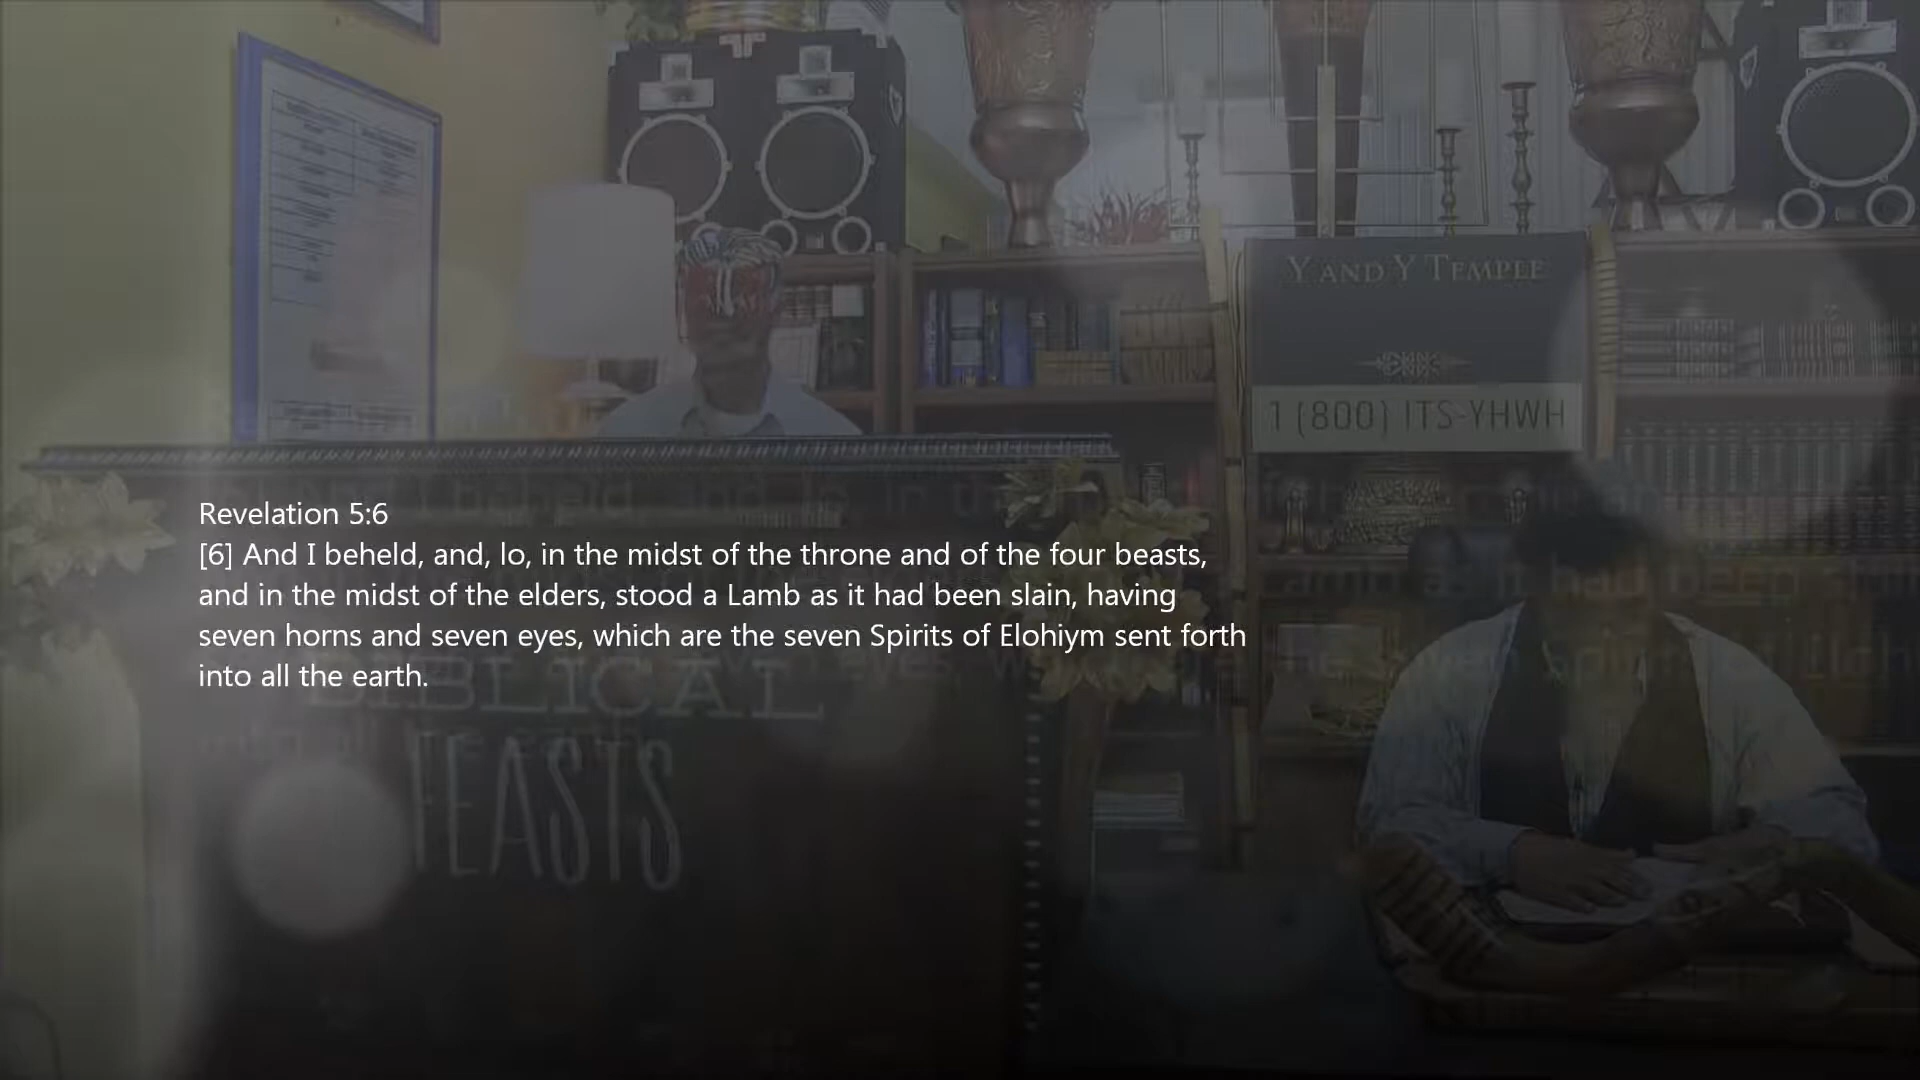 Y AND Y TEMPLE
1 (800) ITS-YHWH
Revelation 5:6
[6] And I beheld, and, lo, in the midst of the throne and of the four beasts,
and in the midst of the elders, stood a Lamb as it had been slain, having
seven horns and seven eyes, which are the seven Spirits of Elohiym sent forth
into all the earth.
BIBLICAL
FEASTS